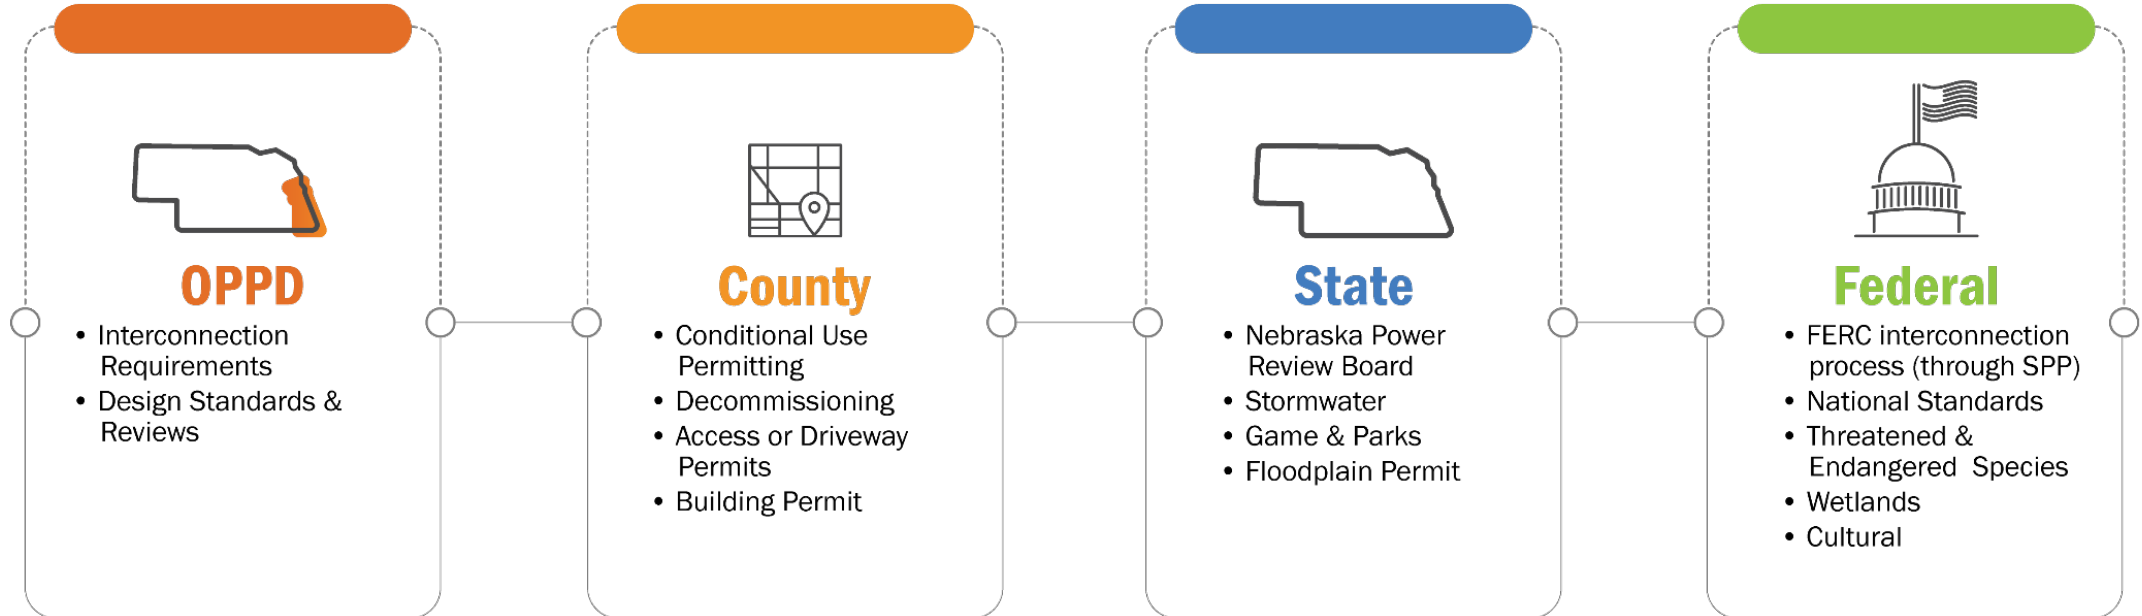 OPPD
• Interconnection
Requirements
• Design Standards &
Reviews
County
• Conditional Use
Permitting
• Decommissioning
• Access or Driveway
Permits
• Building Permit
State
• Nebraska Power
Review Board
• Stormwater
• Game & Parks
• Floodplain Permit
Federal
• FERC interconnection
process (through SPP)
• National Standards
• Threatened &
Endangered Species
• Wetlands
• Cultural